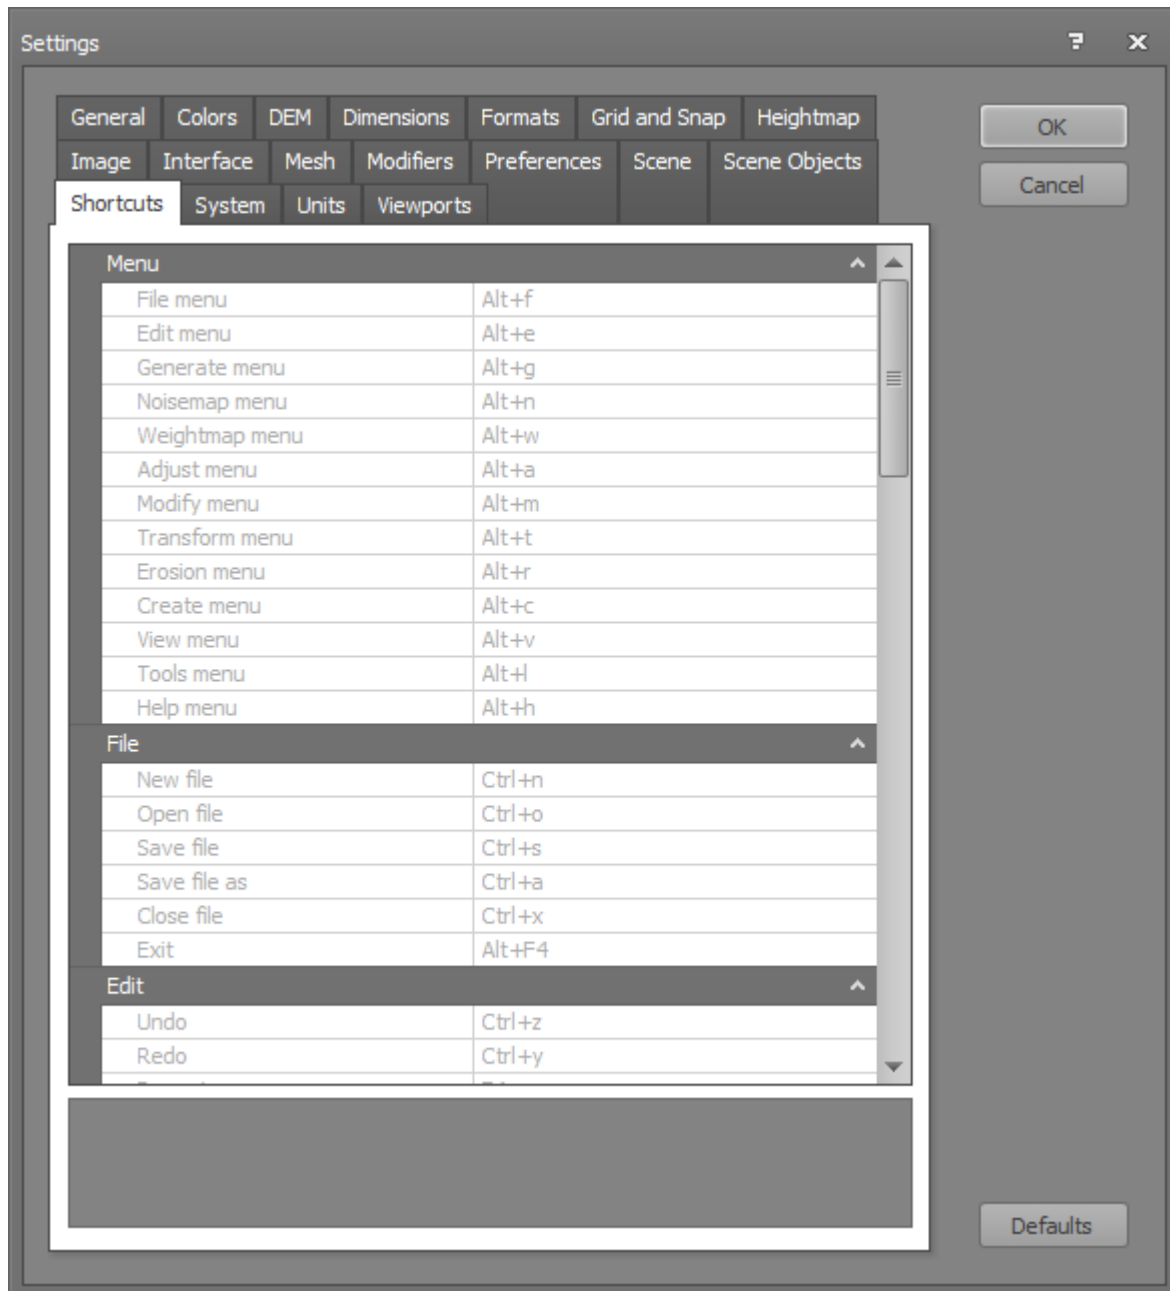 Settings
General Colors DEM Dimensions Formats Grid and Snap Heightmap
Image Interface Mesh Modifiers Preferences Scene Scene Objects
Shortcuts System Units Viewports
OK
Cancel
Menu
File menu Alt+f
Edit menu Alt+e
Generate menu Alt+g
Noisemap menu Alt+n
Weightmap menu Alt+w
Adjust menu Alt+a
Modify menu Alt+m
Transform menu Alt+t
Erosion menu Alt+r
Create menu Alt+c
View menu Alt+v
Tools menu Alt+l
Help menu Alt+h
File
New file Ctrl+n
Open file Ctrl+o
Save file Ctrl+s
Save file as Ctrl+a
Close file Ctrl+x
Exit Alt+F4
Edit
Undo Ctrl+z
Redo Ctrl+y
Defaults